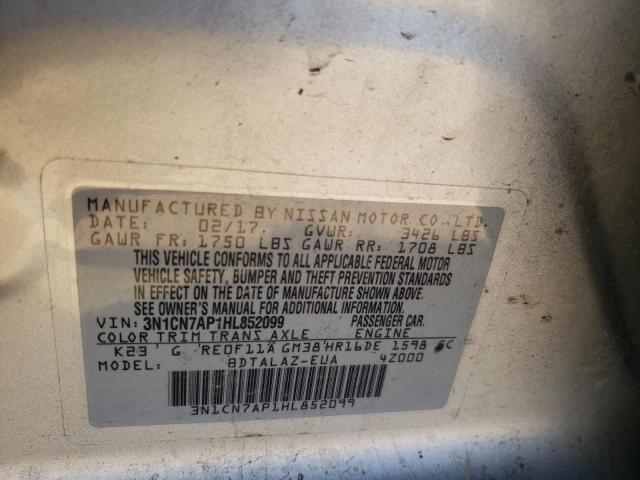 MANUFACTURED BY NISSAN MOTOR CO., LTD.
DATE: 02/17. GVWR: 3426 LBS
GAWR FR: 1750 LBS GAWR RR: 1708 LBS
THIS VEHICLE CONFORMS TO ALL APPLICABLE FEDERAL MOTOR
VEHICLE SAFETY, BUMPER AND THEFT PREVENTION STANDARDS
IN EFFECT ON THE DATE OF MANUFACTURE SHOWN ABOVE.
SEE OWNER'S MANUAL FOR ADDITIONAL INFORMATION.
VIN: 3N1CN7AP1HL852099 PASSENGER CAR.
COLOR TRIM TRANS AXLE ENGINE
K23 G RE0F11A GM38 HR16DE 1598 CC
MODEL: BDTALAZ-EUA 4Z000
3N1CN7AP1HL852099